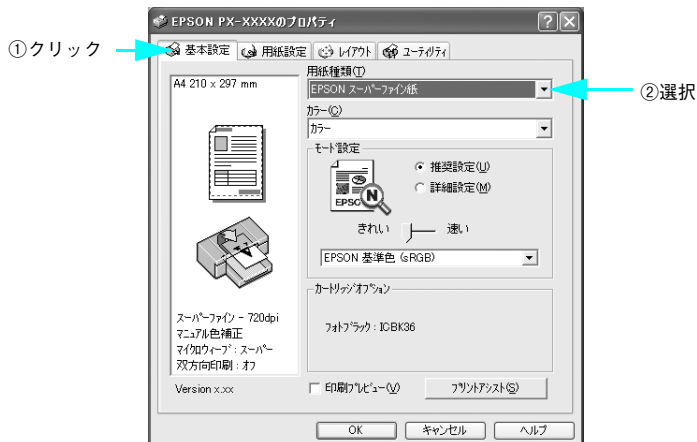 EPSON PX-XXXXのプロパティ
①クリック
基本設定 用紙設定 レイアウト ユーティリティ
A4 210 x 297 mm
用紙種類(T)
EPSON スーパーファイン紙
②選択
カラー(C)
カラー
モード設定
推奨設定(U)
詳細設定(M)
EPSO
N
きれい 速い
EPSON 基準色 (sRGB)
カートリッジオプション
フォトブラック : ICBK36
スーパーファイン - 720dpi
マニュアル色補正
マイクロウィーブ : スーパー
双方向印刷 : オフ
Version x.xx
印刷プレビュー(V)
プリントアシスト(S)
OK キャンセル ヘルプ